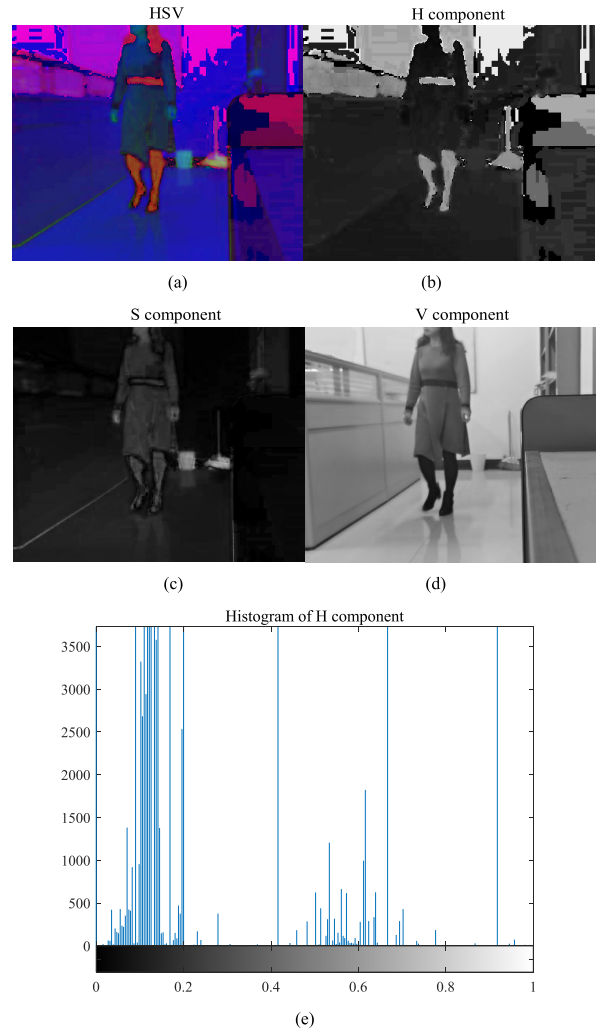 HSV
H component
(a)
(b)
S component
V component
(c)
(d)
Histogram of H component
3500
3000
2500
2000
1500
1000
500
0
0
0.2
0.4
0.6
0.8
1
(e)